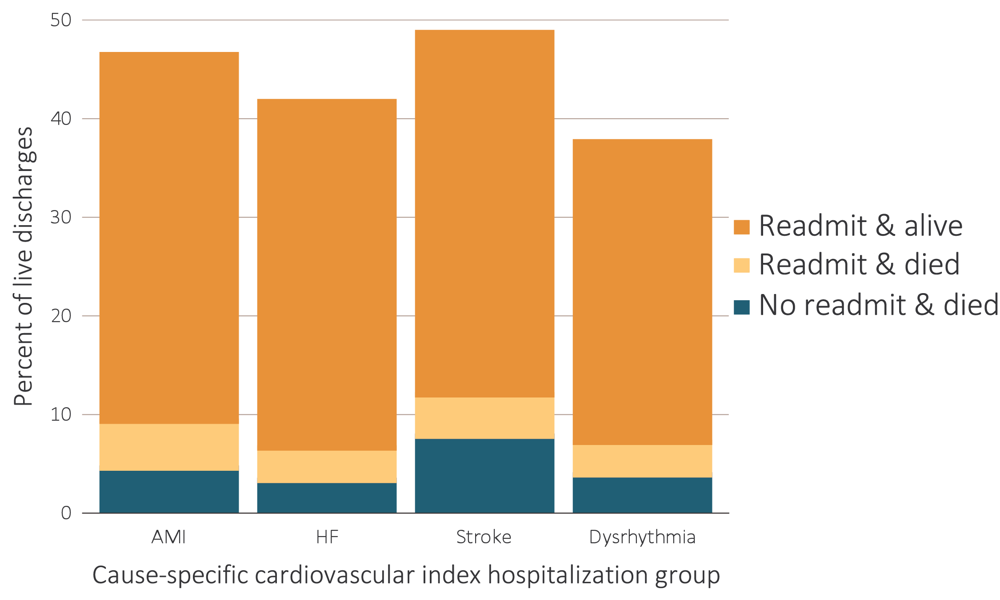 Percent of live discharges
50
40
30
20
10
0
AMI
HF
Stroke
Dysrhythmia
Cause-specific cardiovascular index hospitalization group
Readmit & alive
Readmit & died
No readmit & died